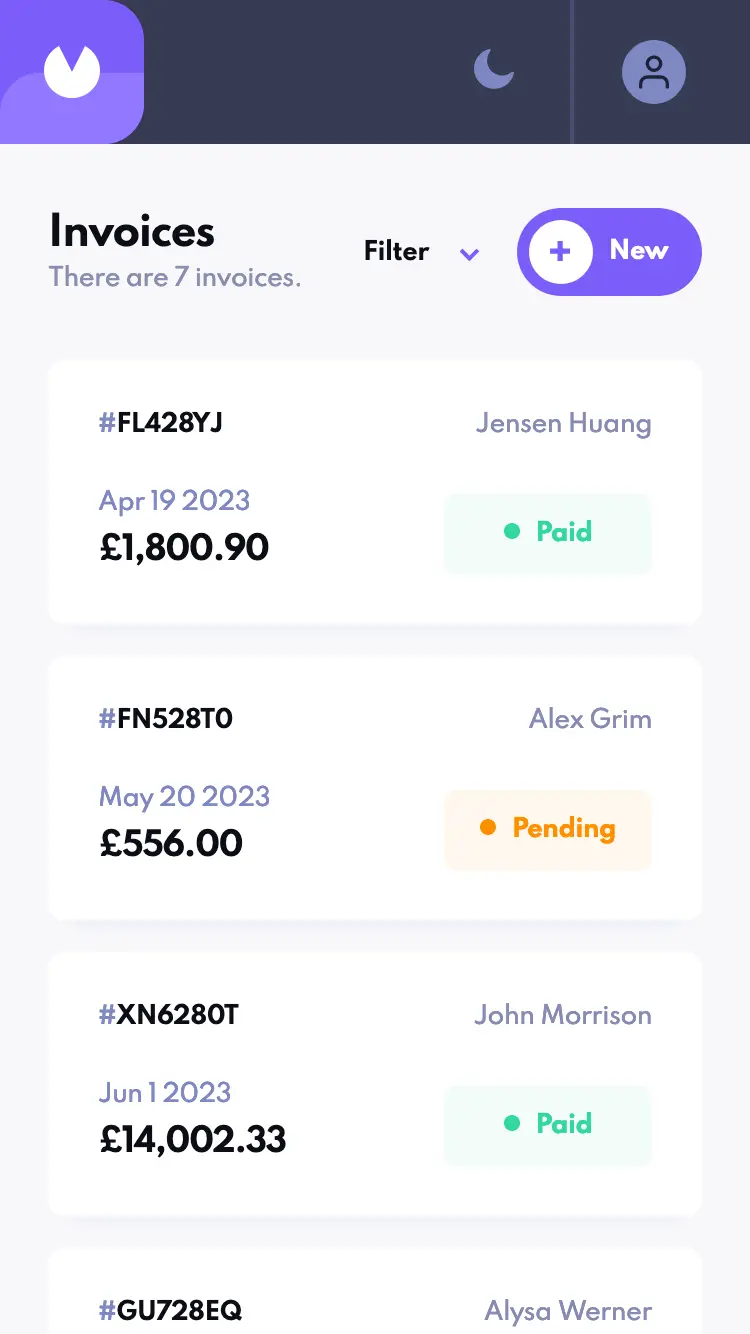 Invoices
There are 7 invoices.
Filter
+ New
#FL428YJ
Jensen Huang
Apr 19 2023
£1,800.90
Paid
#FN528T0
Alex Grim
May 20 2023
£556.00
Pending
#XN6280T
John Morrison
Jun 1 2023
£14,002.33
Paid
#GU728EQ
Alysa Werner